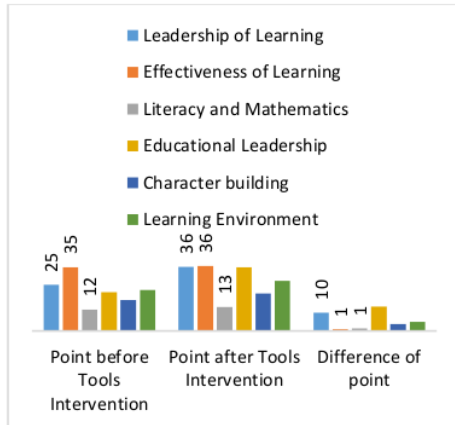 Leadership of Learning
Effectiveness of Learning
Literacy and Mathematics
Educational Leadership
Character building
Learning Environment
25
35
12
36
36
13
10
1
1
Point before
Tools
Intervention
Point after Tools
Intervention
Difference of
point